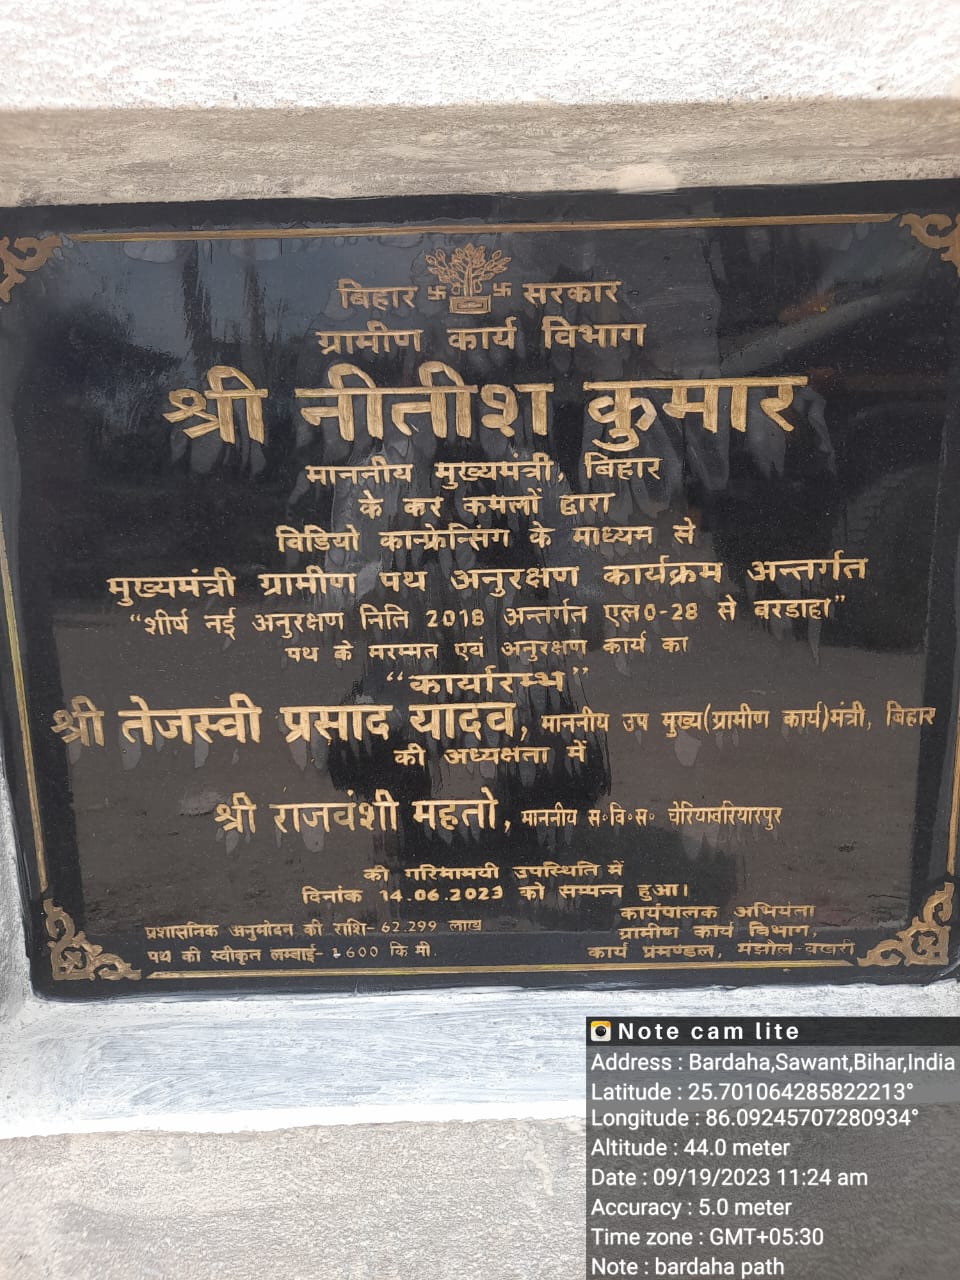 बिहार 卐 卐 सरकार
ग्रामीण कार्य विभाग
श्री नीतीश कुमार
माननीय मुख्यमंत्री, बिहार
के कर कमलों द्वारा
विडियो कान्फ्रेन्सिंग के माध्यम से
मुख्यमंत्री ग्रामीण पथ अनुरक्षण कार्यक्रम अन्तर्गत
“शीर्ष नई अनुरक्षण निति 2018 अन्तर्गत एल0-28 से बरडाहा”
पथ के मरम्मत एवं अनुरक्षण कार्य का
“कार्यारम्भ”
श्री तेजस्वी प्रसाद यादव, माननीय उप मुख्य(ग्रामीण कार्य)मंत्री, बिहार
की अध्यक्षता में
श्री राजवंशी महतो, माननीय स॰वि॰स॰ चेरियावरियारपुर
की गरिमामयी उपस्थिति में
दिनांक 14.06.2023 को सम्पन्न हुआ।
प्रशासनिक अनुमोदन की राशि- 62.299 लाख
पथ की स्वीकृत लम्बाई- 1.600 कि मी.
कार्यपालक अभियंता
ग्रामीण कार्य विभाग,
कार्य प्रमण्डल, मंझौल-बखरी
Note cam lite
Address : Bardaha,Sawant,Bihar,India
Latitude : 25.701064285822213°
Longitude : 86.09245707280934°
Altitude : 44.0 meter
Date : 09/19/2023 11:24 am
Accuracy : 5.0 meter
Time zone : GMT+05:30
Note : bardaha path